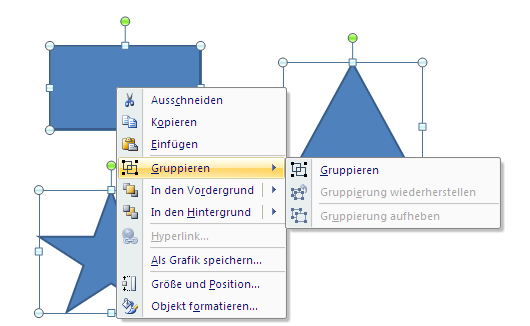 Ausschneiden
Kopieren
Einfügen
Gruppieren
In den Vordergrund
In den Hintergrund
Hyperlink...
Als Grafik speichern...
Größe und Position...
Objekt formatieren...
Gruppieren
Gruppierung wiederherstellen
Gruppierung aufheben